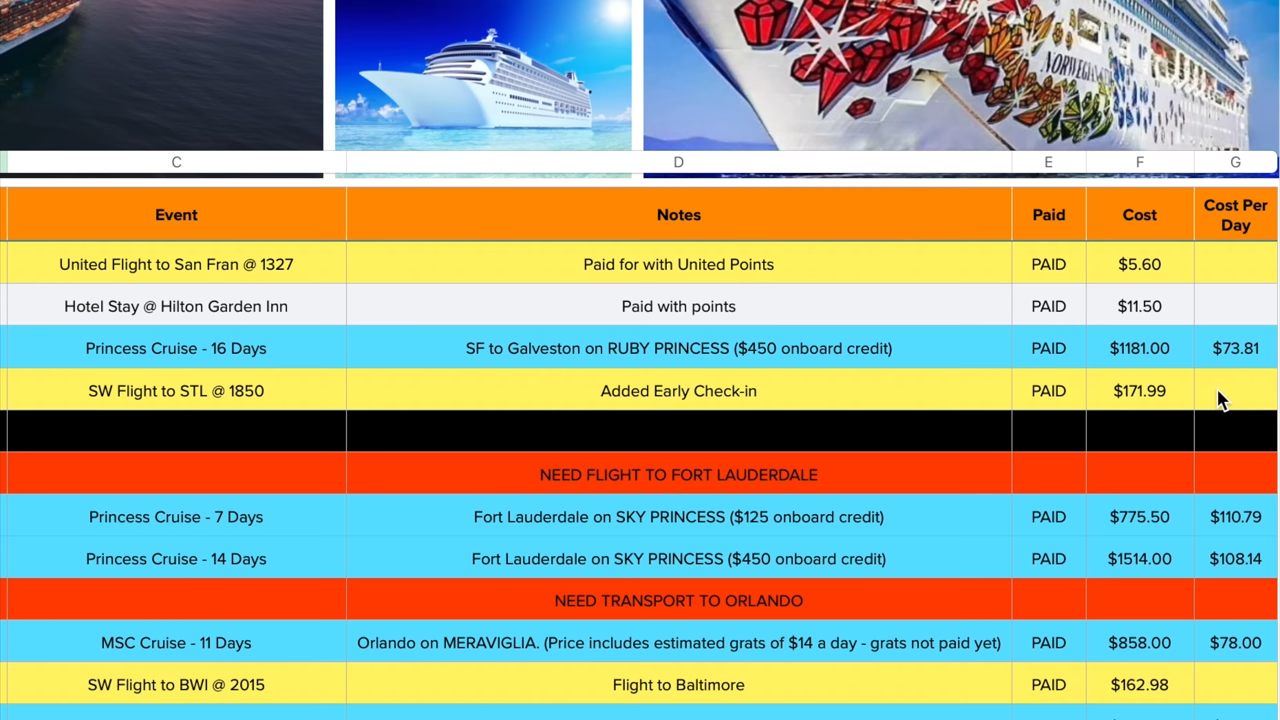 NORWEGIAN
C D E F G
Event Notes Paid Cost Cost Per Day
United Flight to San Fran @ 1327 Paid for with United Points PAID $5.60
Hotel Stay @ Hilton Garden Inn Paid with points PAID $11.50
Princess Cruise - 16 Days SF to Galveston on RUBY PRINCESS ($450 onboard credit) PAID $1181.00 $73.81
SW Flight to STL @ 1850 Added Early Check-in PAID $171.99
NEED FLIGHT TO FORT LAUDERDALE
Princess Cruise - 7 Days Fort Lauderdale on SKY PRINCESS ($125 onboard credit) PAID $775.50 $110.79
Princess Cruise - 14 Days Fort Lauderdale on SKY PRINCESS ($450 onboard credit) PAID $1514.00 $108.14
NEED TRANSPORT TO ORLANDO
MSC Cruise - 11 Days Orlando on MERAVIGLIA. (Price includes estimated grats of $14 a day - grats not paid yet) PAID $858.00 $78.00
SW Flight to BWI @ 2015 Flight to Baltimore PAID $162.98